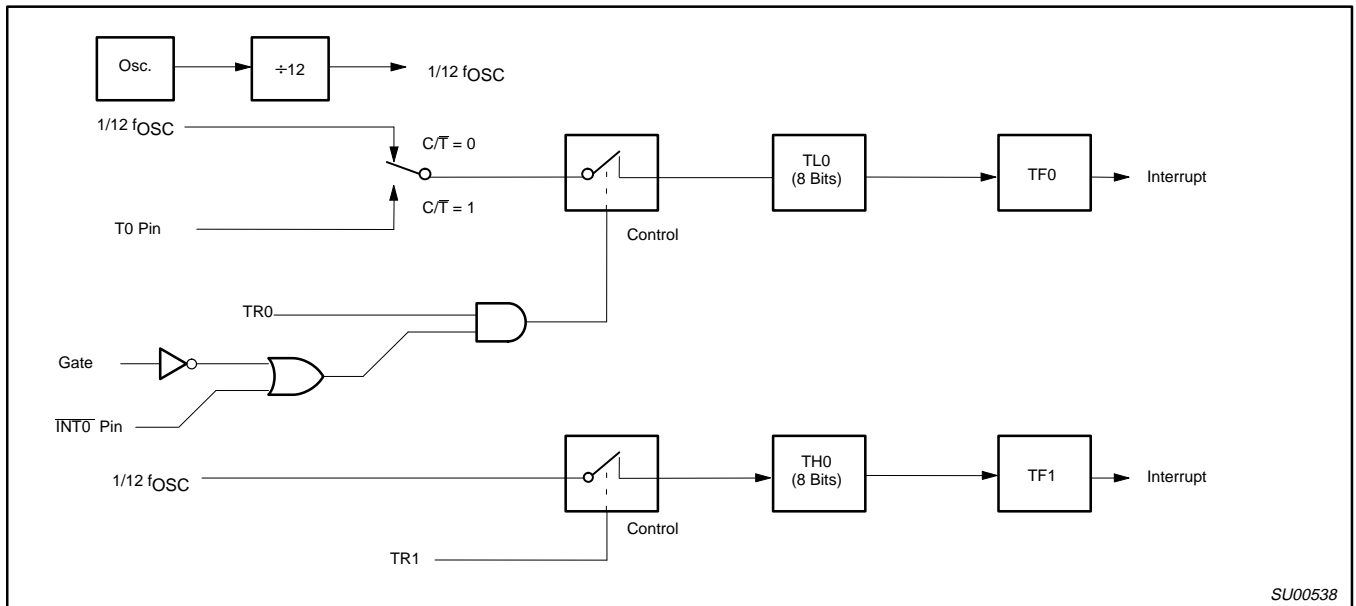 Osc.
÷12
1/12 fOSC
1/12 fOSC
C/T̅ = 0
TL0
(8 Bits)
TF0
Interrupt
C/T̅ = 1
T0 Pin
Control
TR0
Gate
I̅N̅T̅0̅ Pin
1/12 fOSC
TH0
(8 Bits)
TF1
Interrupt
Control
TR1
SU00538